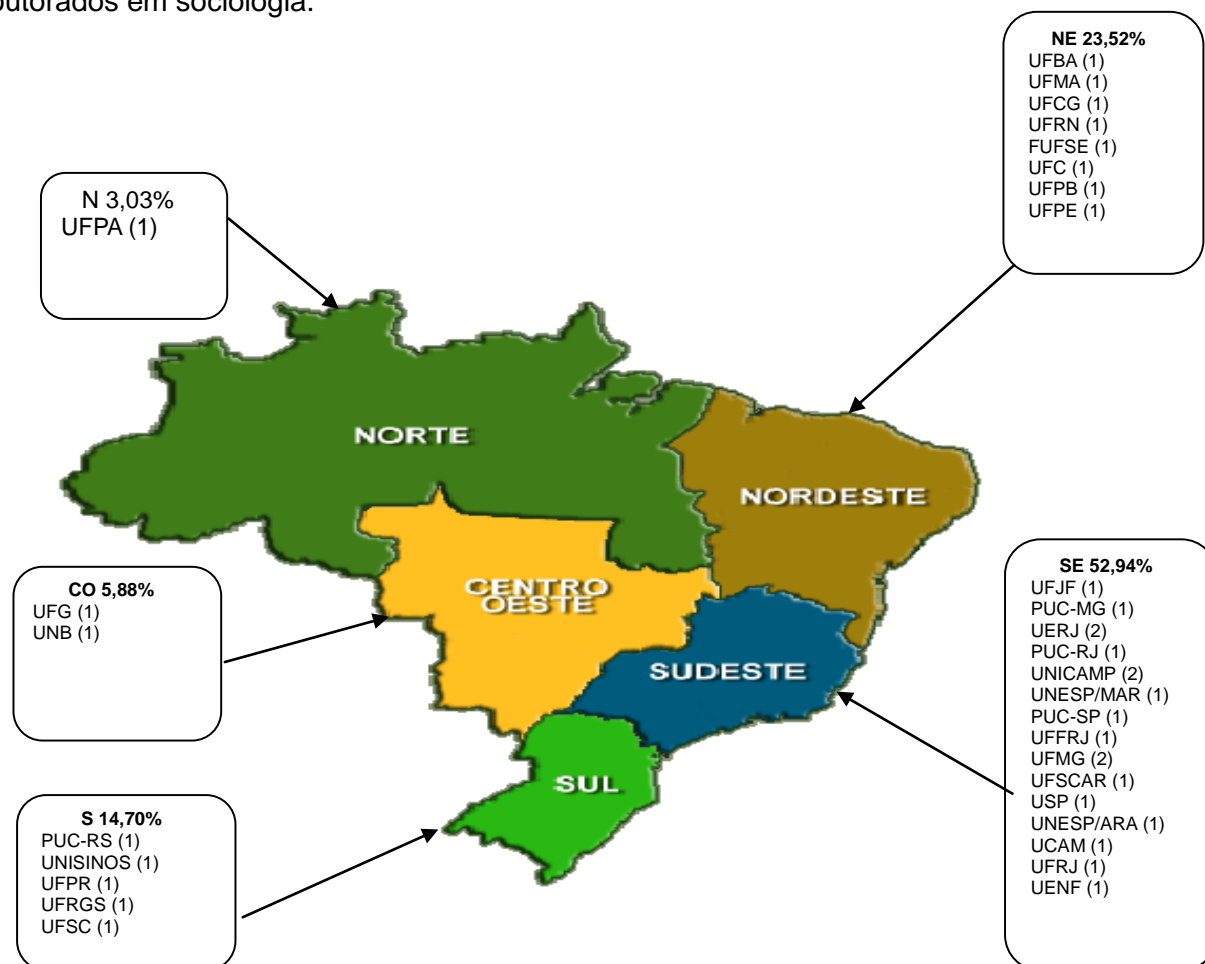 outorados em sociologia.
NE 23,52%
UFBA (1)
UFMA (1)
UFCG (1)
UFRN (1)
FUFSE (1)
UFC (1)
UFPB (1)
UFPE (1)
N 3,03%
UFPA (1)
NORTE
NORDESTE
CENTRO
OESTE
SUDESTE
SUL
CO 5,88%
UFG (1)
UNB (1)
SE 52,94%
UFJF (1)
PUC-MG (1)
UERJ (2)
PUC-RJ (1)
UNICAMP (2)
UNESP/MAR (1)
PUC-SP (1)
UFFRJ (1)
UFMG (2)
UFSCAR (1)
USP (1)
UNESP/ARA (1)
UCAM (1)
UFRJ (1)
UENF (1)
S 14,70%
PUC-RS (1)
UNISINOS (1)
UFPR (1)
UFRGS (1)
UFSC (1)